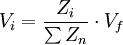 V_i = \frac{Z_i}{\sum Z_n} \cdot V_f